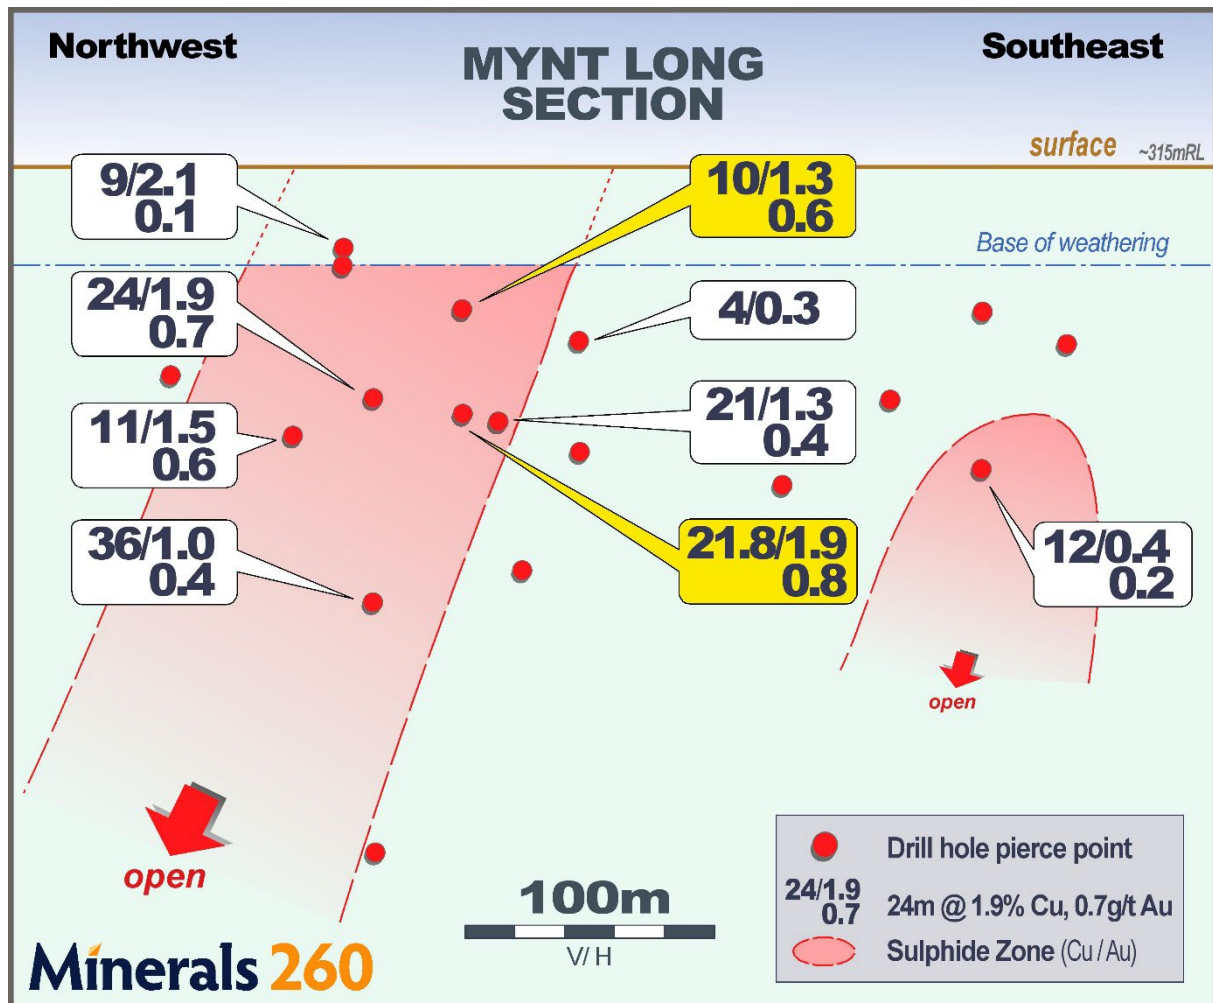 Northwest
MYNT LONG
SECTION
Southeast
surface ~315mRL
9/2.1
0.1
10/1.3
0.6
Base of weathering
24/1.9
0.7
4/0.3
11/1.5
0.6
21/1.3
0.4
36/1.0
0.4
21.8/1.9
0.8
12/0.4
0.2
open
open
100m
V/H
Drill hole pierce point
24/1.9
0.7
24m @ 1.9% Cu, 0.7g/t Au
Sulphide Zone (Cu / Au)
Minerals 260